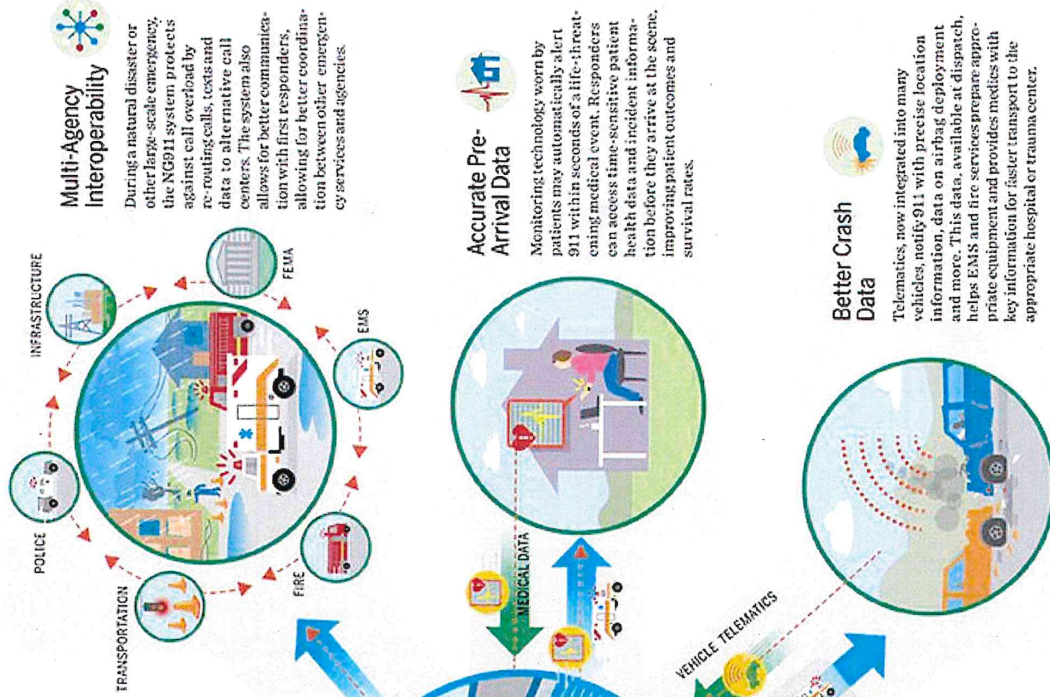 Multi-Agency
Interoperability
During a natural disaster or
other large-scale emergency,
the NG911 system protects
against call overload by
re-routing calls, texts and
data to alternative call
centers. The system also
allows for better communica-
tion with first responders,
allowing for better coordina-
tion between other emergen-
cy services and agencies.
INFRASTRUCTURE
FEMA
EMS
FIRE
TRANSPORTATION
POLICE
Accurate Pre-
Arrival Data
Monitoring technology worn by
patients may automatically alert
911 within seconds of a life-threat-
ening medical event. Responders
can access time-sensitive patient
health data and incident informa-
tion before they arrive at the scene,
improving patient outcomes and
survival rates.
MEDICAL DATA
Better Crash
Data
Telematics, now integrated into many
vehicles, notify 911 with precise location
information, data on airbag deployment
and more. This data, available at dispatch,
helps EMS and fire services prepare appro-
priate equipment and provides medics with
key information for faster transport to the
appropriate hospital or trauma center.
VEHICLE TELEMATICS